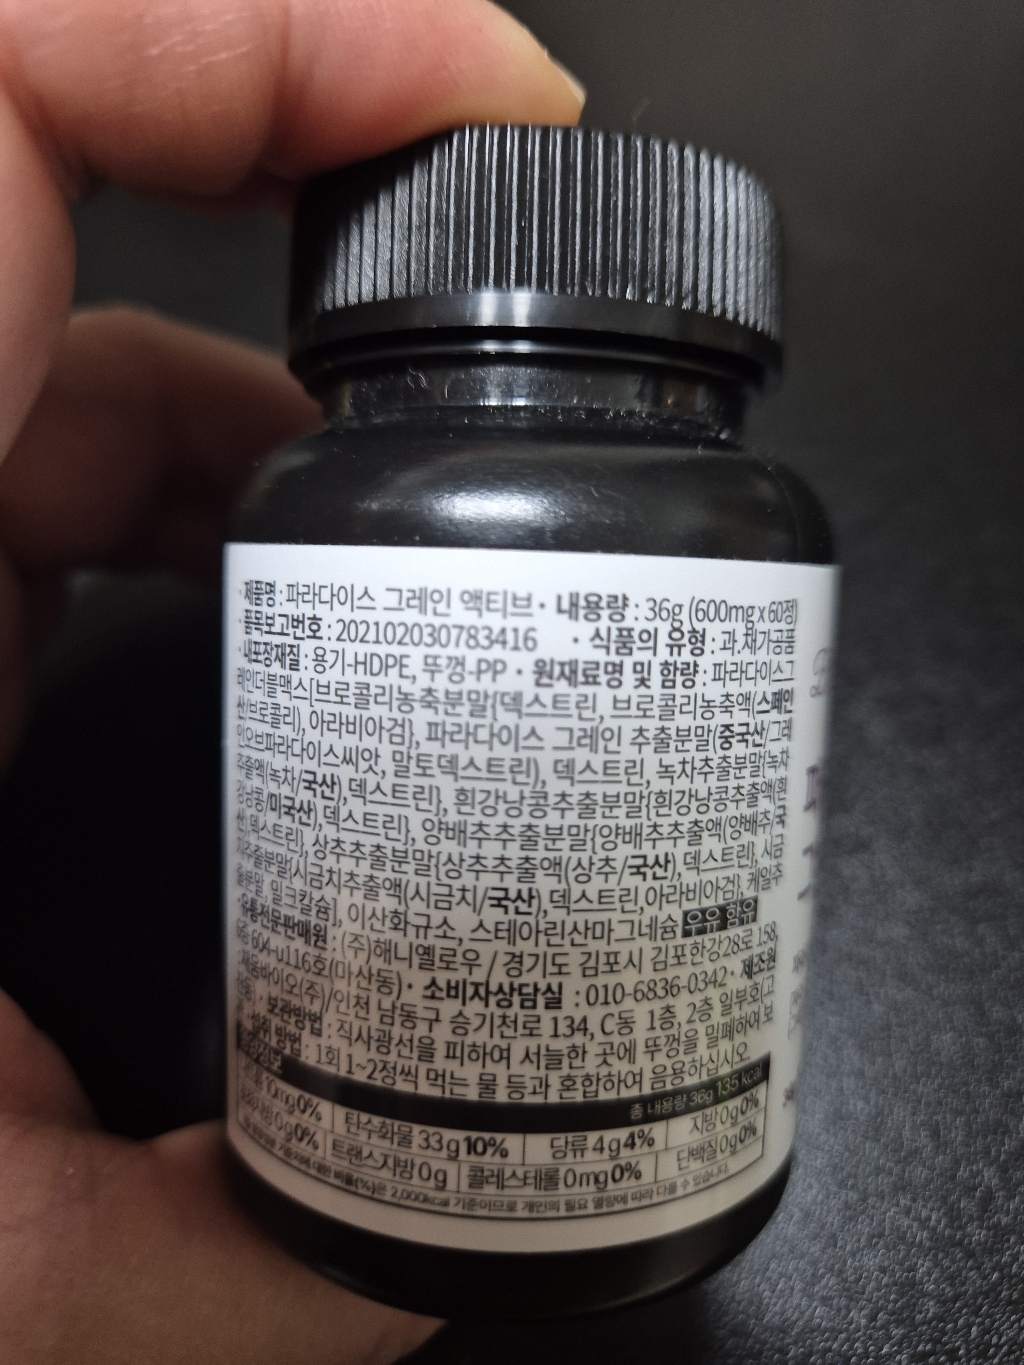 · 제품명 : 파라다이스 그레인 액티브 · 내용량 : 36g (600mg x 60정)
· 품목보고번호 : 202102030783416 · 식품의 유형 : 과.채가공품
· 내포장재질 : 용기-HDPE, 뚜껑-PP · 원재료명 및 함량 : 파라다이스그
레인더블맥스[브로콜리농축분말{덱스트린, 브로콜리농축액(스페인
산/브로콜리), 아라비아검}, 파라다이스 그레인 추출분말(중국산/그레
인오브파라다이스씨앗, 말토덱스트린), 덱스트린, 녹차추출분말{녹차
추출액(녹차/국산),덱스트린}, 흰강낭콩추출분말{흰강낭콩추출액(흰
강낭콩/미국산),덱스트린}, 양배추추출분말{양배추추출액(양배추/국
산),덱스트린}, 상추추출분말{상추추출액(상추/국산),덱스트린}, 시금
치추출분말{시금치추출액(시금치/국산),덱스트린,아라비아검}, 케일추
출분말, 밀크칼슘], 이산화규소, 스테아린산마그네슘 우유 함유
· 유통전문판매원 : (주)해니옐로우 / 경기도 김포시 김포한강28로 158,
604-u116호(마산동) · 소비자상담실 : 010-6836-0342 · 제조원
: 채움바이오(주)/인천 남동구 승기천로 134, C동 1층, 2층 일부호(고
잔동) · 보관방법 : 직사광선을 피하여 서늘한 곳에 뚜껑을 밀폐하여 보
섭취 방법 : 1회 1~2정씩 먹는 물 등과 혼합하여 음용하십시오.
영양정보 총 내용량 36g 135 kcal
10mg 0% 탄수화물 33g 10% 당류 4g 4% 지방 0g 0%
0g 0% 트랜스지방 0g 콜레스테롤 0mg 0% 단백질 0g 0%
기준치에 대한 비율(%)은 2,000kcal 기준이므로 개인의 필요 열량에 따라 다를 수 있습니다.